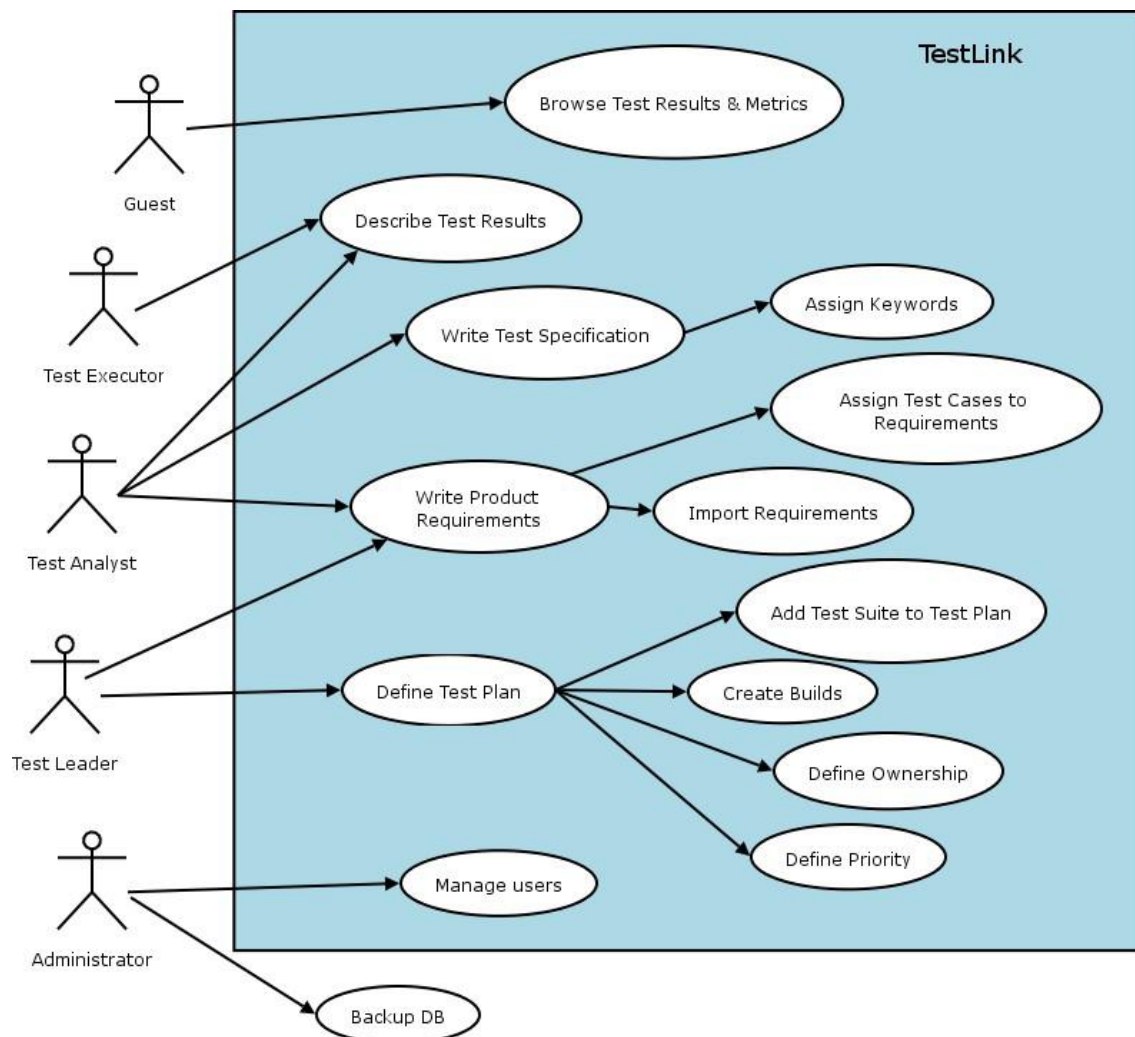 TestLink
Browse Test Results & Metrics
Guest
Describe Test Results
Test Executor
Write Test Specification
Assign Keywords
Assign Test Cases to
Requirements
Test Analyst
Write Product
Requirements
Import Requirements
Add Test Suite to Test Plan
Test Leader
Define Test Plan
Create Builds
Define Ownership
Define Priority
Administrator
Manage users
Backup DB